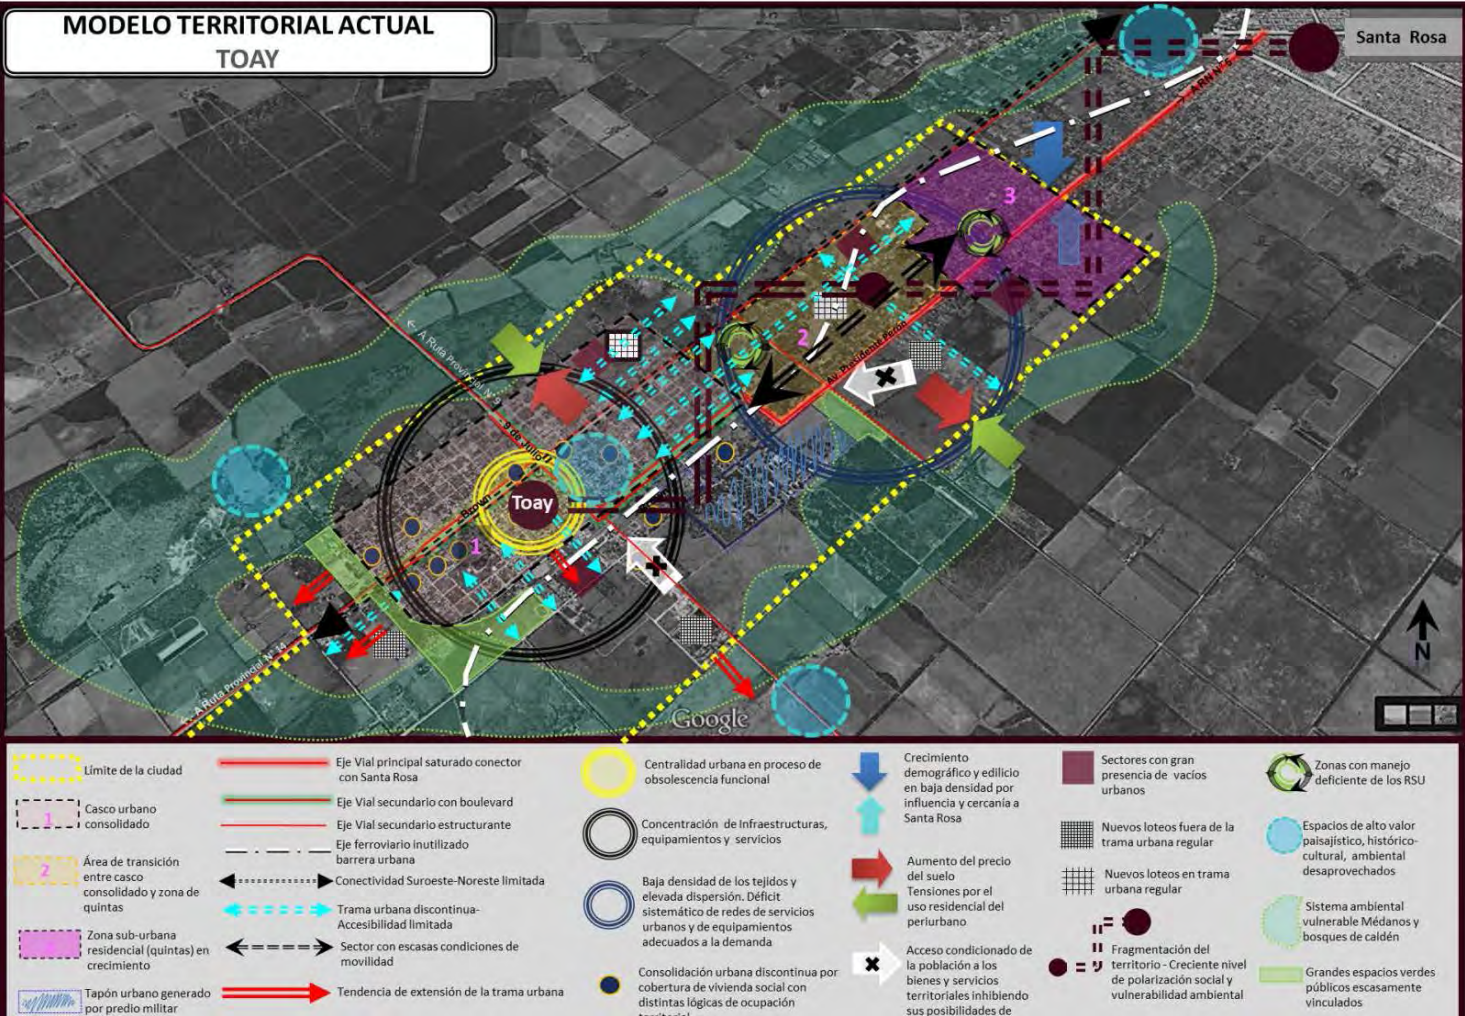 MODELO TERRITORIAL ACTUAL
TOAY
Santa Rosa
A RN N° 5
3
2
Av. Presidente Perón
<-- A Ruta Provincial N° 9
9 de Julio
Toay
Brown
1
<-- A Ruta Provincial N° 14
N
Google
Límite de la ciudad
1
Casco urbano
consolidado
2
Área de transición
entre casco
consolidado y zona de
quintas
Zona sub-urbana
residencial (quintas) en
crecimiento
Tapón urbano generado
por predio militar
Eje Vial principal saturado conector
con Santa Rosa
Eje Vial secundario con boulevard
Eje Vial secundario estructurante
Eje ferroviario inutilizado
barrera urbana
Conectividad Suroeste-Noreste limitada
Trama urbana discontinua-
Accesibilidad limitada
Sector con escasas condiciones de
movilidad
Tendencia de extensión de la trama urbana
Centralidad urbana en proceso de
obsolescencia funcional
Concentración de Infraestructuras,
equipamientos y servicios
Baja densidad de los tejidos y
elevada dispersión. Déficit
sistemático de redes de servicios
urbanos y de equipamientos
adecuados a la demanda
Consolidación urbana discontinua por
cobertura de vivienda social con
distintas lógicas de ocupación
Crecimiento
demográfico y edilicio
en baja densidad por
influencia y cercanía a
Santa Rosa
Aumento del precio
del suelo
Tensiones por el
uso residencial del
periurbano
Acceso condicionado de
la población a los
bienes y servicios
territoriales inhibiendo
sus posibilidades de
Sectores con gran
presencia de vacíos
urbanos
Nuevos loteos fuera de la
trama urbana regular
Nuevos loteos en trama
urbana regular
Fragmentación del
territorio - Creciente nivel
de polarización social y
vulnerabilidad ambiental
Zonas con manejo
deficiente de los RSU
Espacios de alto valor
paisajístico, histórico-
cultural, ambiental
desaprovechados
Sistema ambiental
vulnerable Médanos y
bosques de caldén
Grandes espacios verdes
públicos escasamente
vinculados